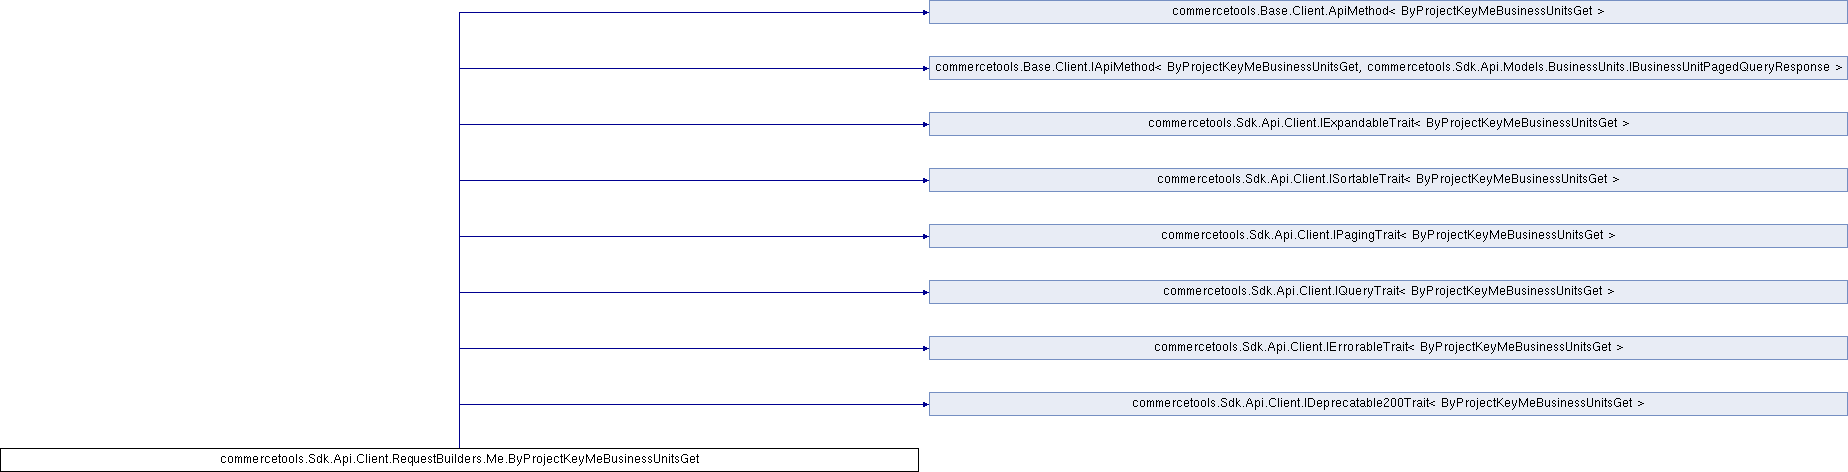 commercetools.Base.Client.ApiMethod< ByProjectKeyMeBusinessUnitsGet >
commercetools.Base.Client.IApiMethod< ByProjectKeyMeBusinessUnitsGet, commercetools.Sdk.Api.Models.BusinessUnits.IBusinessUnitPagedQueryResponse >
commercetools.Sdk.Api.Client.IExpandableTrait< ByProjectKeyMeBusinessUnitsGet >
commercetools.Sdk.Api.Client.ISortableTrait< ByProjectKeyMeBusinessUnitsGet >
commercetools.Sdk.Api.Client.IPagingTrait< ByProjectKeyMeBusinessUnitsGet >
commercetools.Sdk.Api.Client.IQueryTrait< ByProjectKeyMeBusinessUnitsGet >
commercetools.Sdk.Api.Client.IErrorableTrait< ByProjectKeyMeBusinessUnitsGet >
commercetools.Sdk.Api.Client.IDeprecatable200Trait< ByProjectKeyMeBusinessUnitsGet >
commercetools.Sdk.Api.Client.RequestBuilders.Me.ByProjectKeyMeBusinessUnitsGet